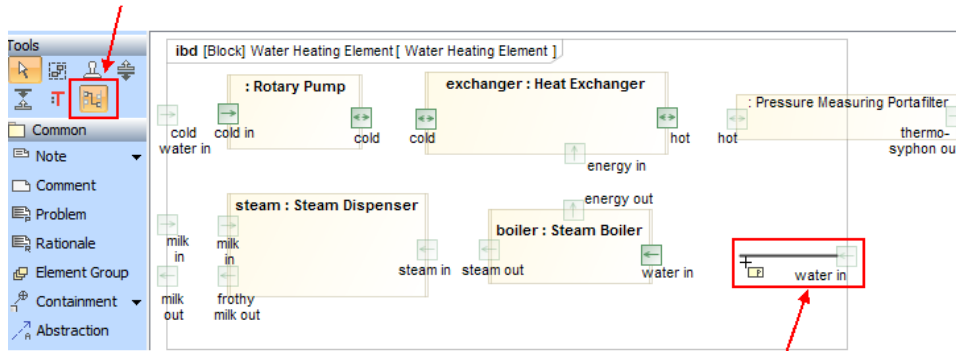 Tools
:T
Common
Note
Comment
Problem
Rationale
Element Group
Containment
Abstraction
ibd [Block] Water Heating Element [ Water Heating Element ]
: Rotary Pump
exchanger : Heat Exchanger
: Pressure Measuring Portafilter
cold
water in
cold in
cold
cold
hot
hot
thermo-
syphon ou
energy in
energy out
steam : Steam Dispenser
boiler : Steam Boiler
milk
in
milk
in
steam in
steam out
water in
water in
milk
out
frothy
milk out